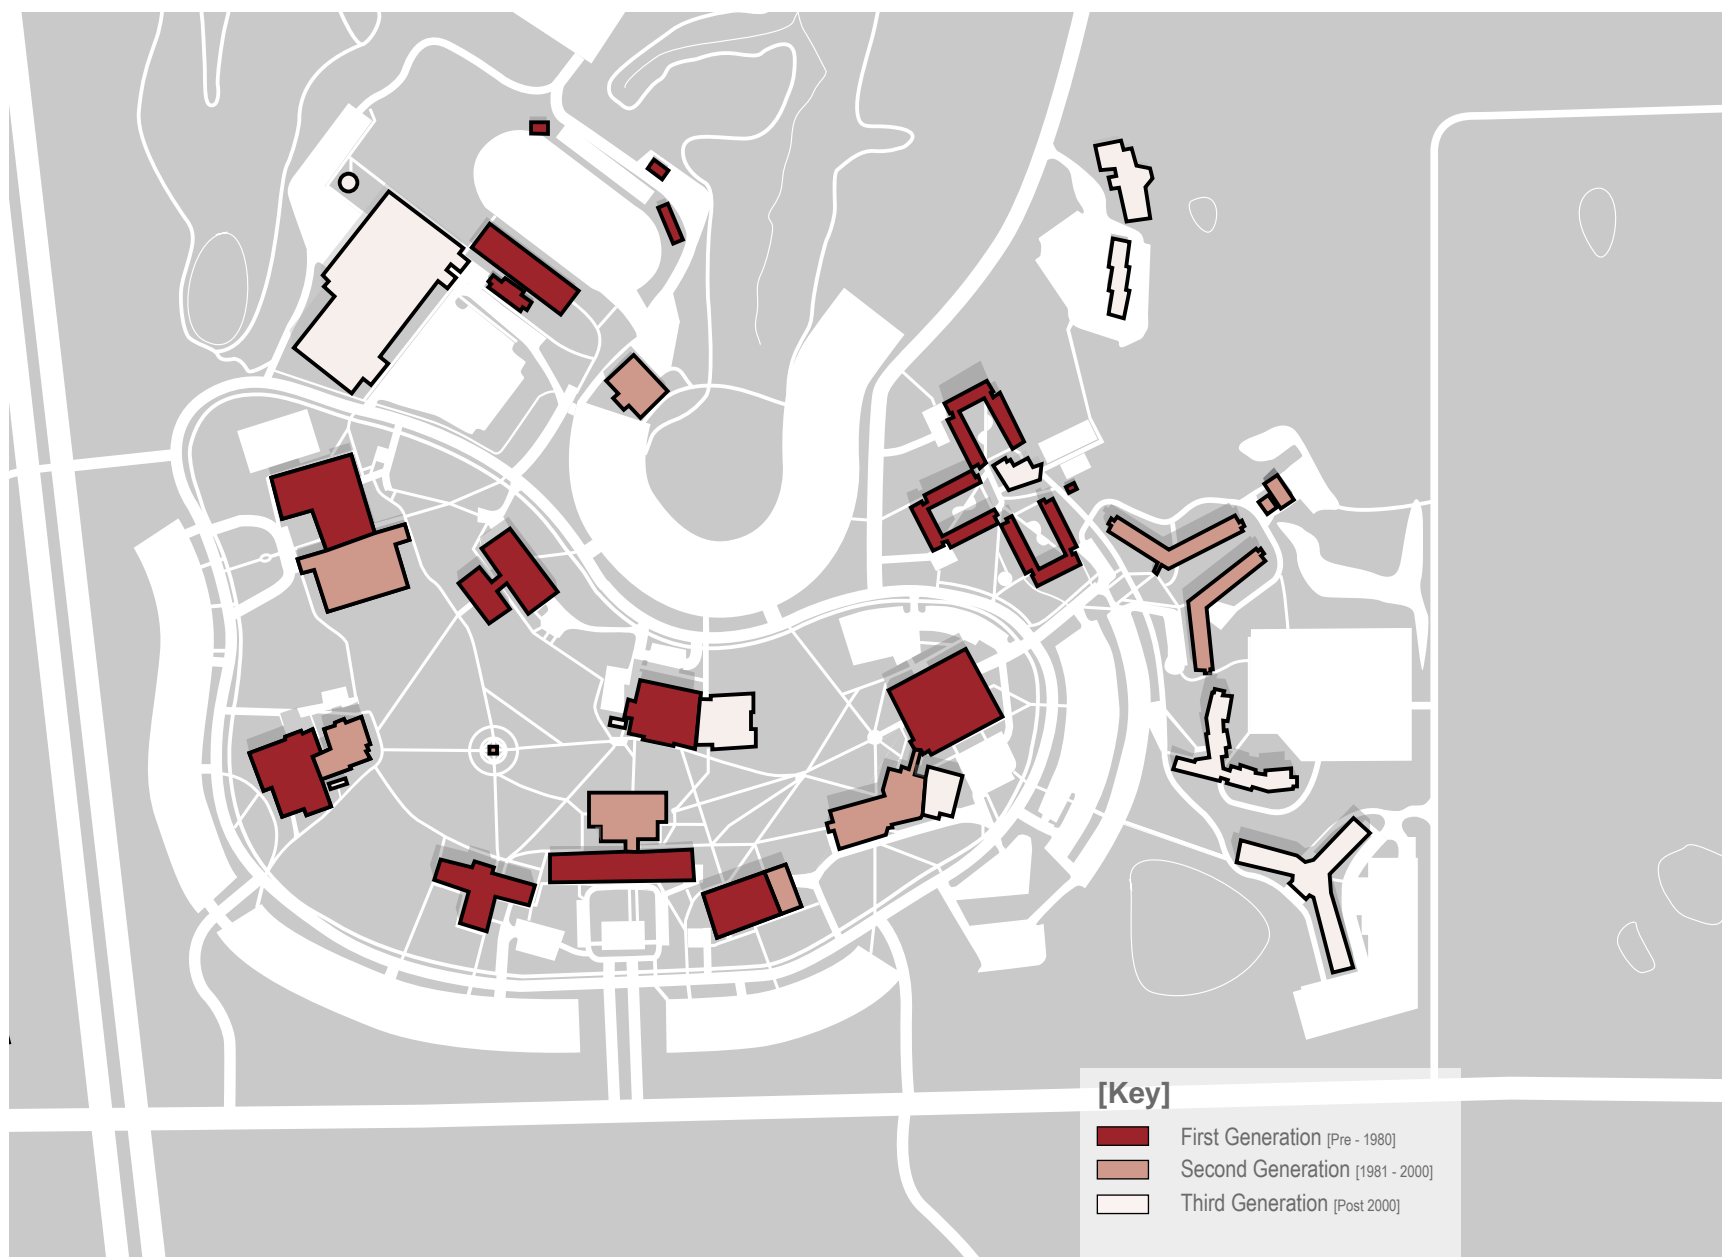 [Key]
First Generation [Pre - 1980]
Second Generation [1981 - 2000]
Third Generation [Post 2000]